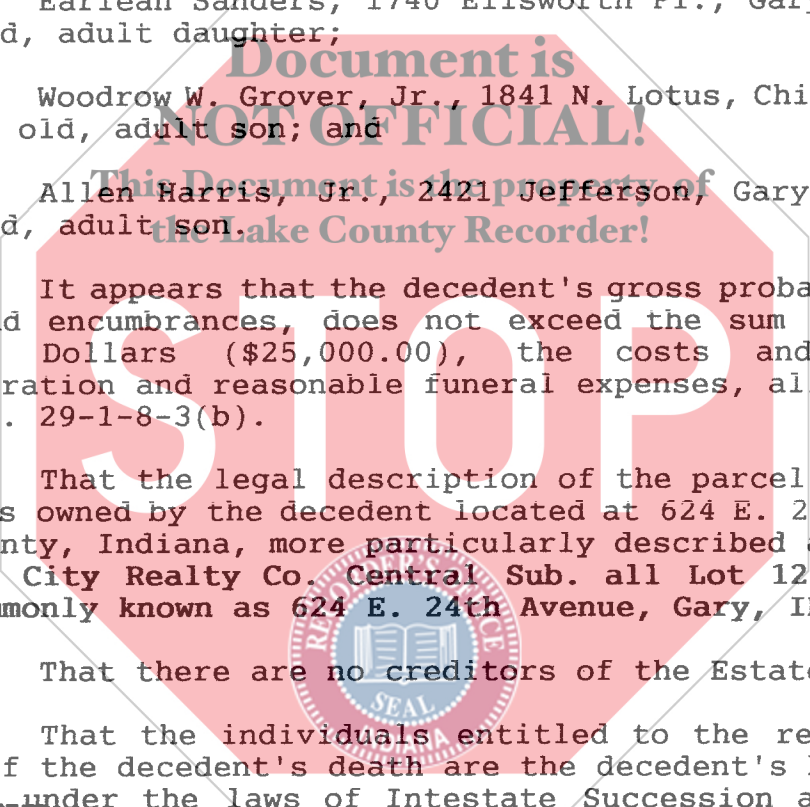 Earlean Sanders, 1740 Ellsworth Pl., Gary
d, adult daughter;
Document is
Woodrow W. Grover, Jr., 1841 N. Lotus, Chi
NOT OFFICIAL!
old, adult son; and
This Document is the property of
Allen Harris, Jr., 2421 Jefferson, Gary
the Lake County Recorder!
d, adult son.
It appears that the decedent's gross proba
d encumbrances, does not exceed the sum
Dollars ($25,000.00), the costs and
ration and reasonable funeral expenses, all
. 29-1-8-3(b).
STOP
That the legal description of the parcel
s owned by the decedent located at 624 E. 2
nty, Indiana, more particularly described a
City Realty Co. Central Sub. all Lot 12
mmonly known as 624 E. 24th Avenue, Gary, I
RECORDER'S OFFICE
That there are no creditors of the Estate
SEAL
INDIANA
That the individuals entitled to the re
f the decedent's death are the decedent's
under the laws of Intestate Succession a